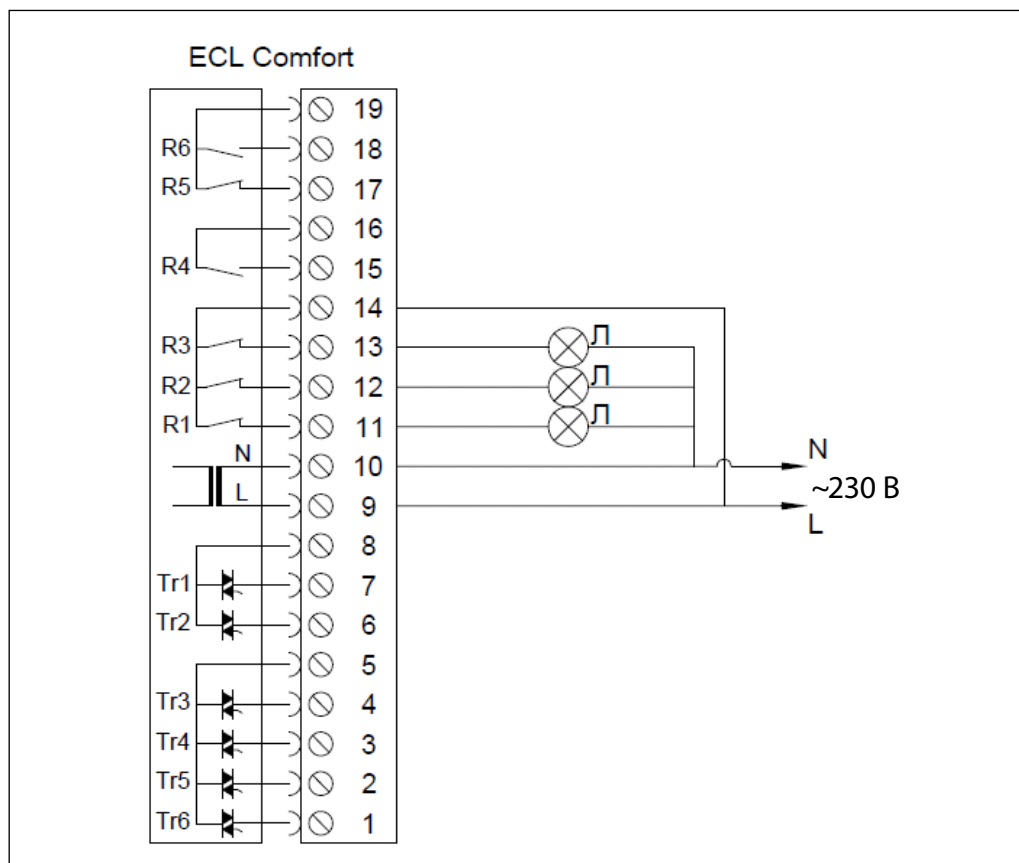 ECL Comfort
19
R6 18
R5 17
16
R4 15
14
R3 13 Л
R2 12 Л
R1 11 Л
N 10 N
~230 В
L 9 L
8
Tr1 7
Tr2 6
5
Tr3 4
Tr4 3
Tr5 2
Tr6 1